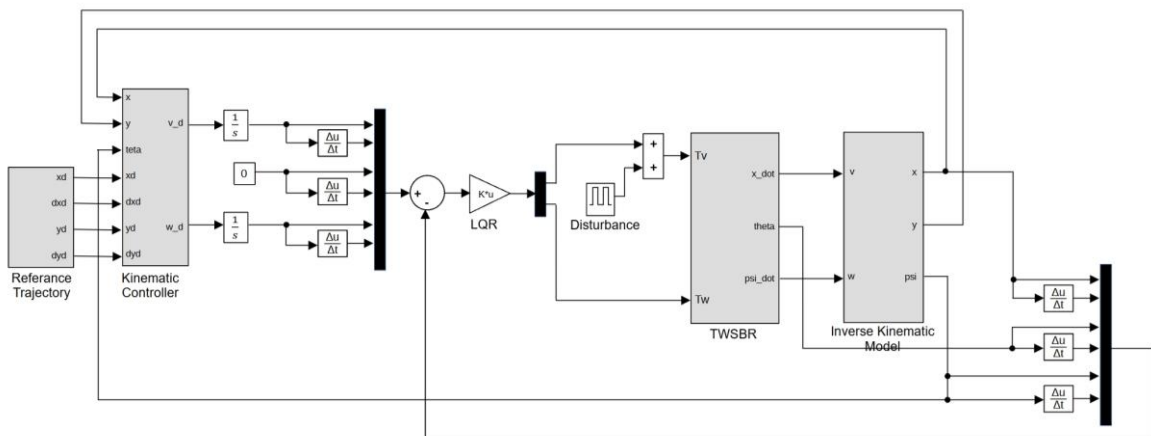 x
y
teta
xd
dxd
yd
dyd
v_d
w_d
Kinematic
Controller
xd
dxd
yd
dyd
Referance
Trajectory
1
s
Δu
Δt
0
Δu
Δt
1
s
Δu
Δt
+
-
K*u
LQR
+
+
Disturbance
Tv
Tw
x_dot
theta
psi_dot
TWSBR
v
w
x
y
psi
Inverse Kinematic
Model
Δu
Δt
Δu
Δt
Δu
Δt